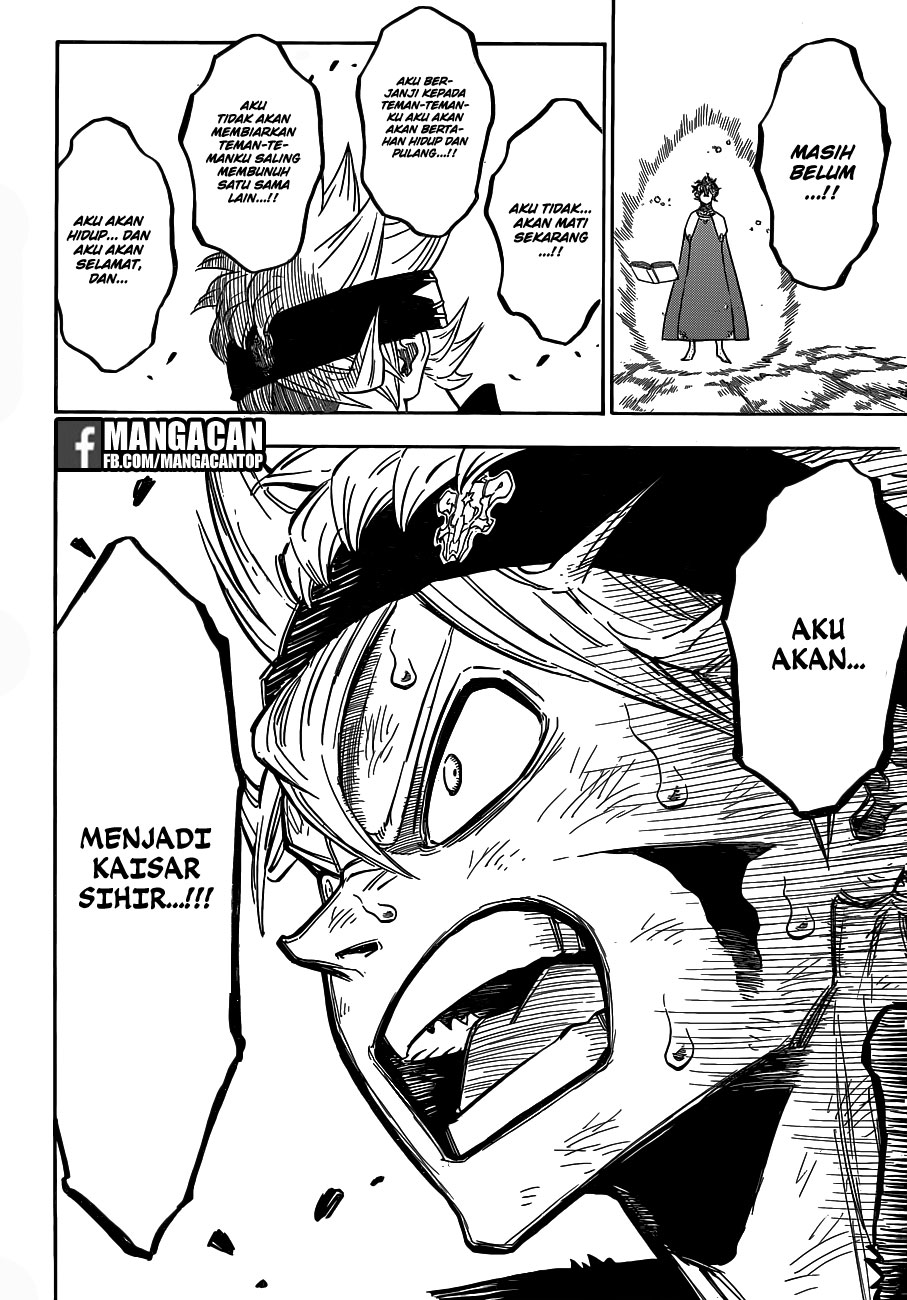 MASIH
BELUM
...!!
AKU TIDAK...
AKAN MATI
SEKARANG
...!!
AKU BER-
JANJI KEPADA
TEMAN-TEMAN-
KU AKU AKAN
AKAN BERTA-
HAN HIDUP DAN
PULANG...!!
AKU
TIDAK AKAN
MEMBIARKAN
TEMAN-TE-
MANKU SALING
MEMBUNUH
SATU SAMA
LAIN...!!
AKU AKAN
HIDUP... DAN
AKU AKAN
SELAMAT,
DAN...
f MANGACAN
FB.COM/MANGACANTOP
AKU
AKAN...
MENJADI
KAISAR
SIHIR...!!!